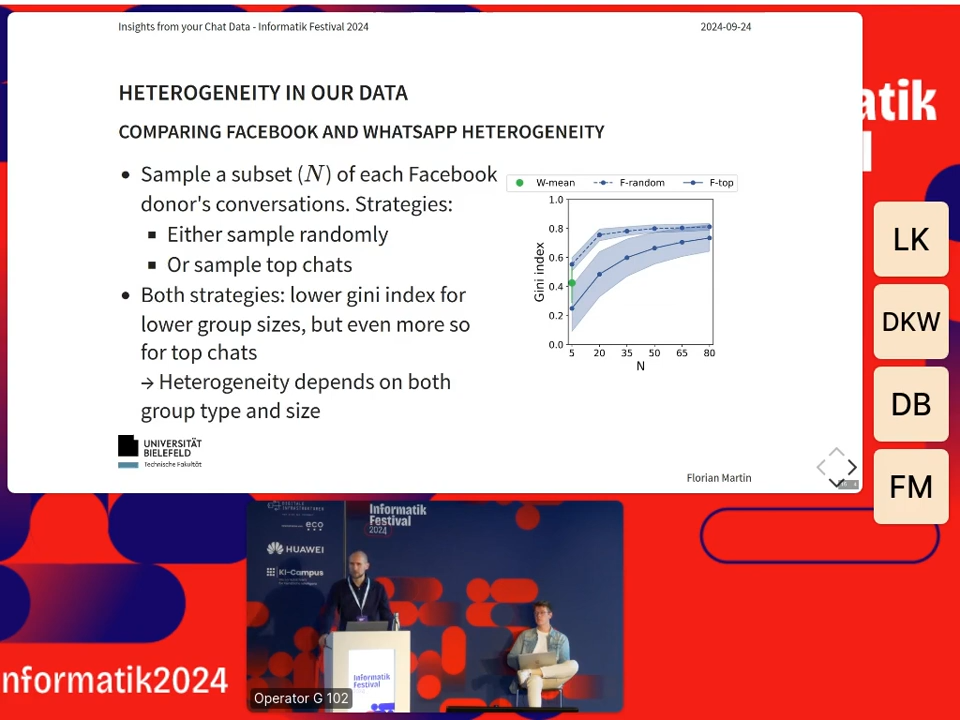 Insights from your Chat Data - Informatik Festival 2024
2024-09-24
HETEROGENEITY IN OUR DATA
COMPARING FACEBOOK AND WHATSAPP HETEROGENEITY
• Sample a subset (N) of each Facebook
donor's conversations. Strategies:
▪ Either sample randomly
▪ Or sample top chats
• Both strategies: lower gini index for
lower group sizes, but even more so
for top chats
→ Heterogeneity depends on both
group type and size
W-mean
F-random
F-top
1.0
0.8
0.6
0.4
0.2
0.0
Gini index
5 20 35 50 65 80
N
UNIVERSITÄT
BIELEFELD
Technische Fakultät
Florian Martin
atik
LK
DKW
DB
FM
eco
HUAWEI
KI-Campus
Informatik
Festival
2024
Informatik
Festival
Operator G 102
nformatik2024